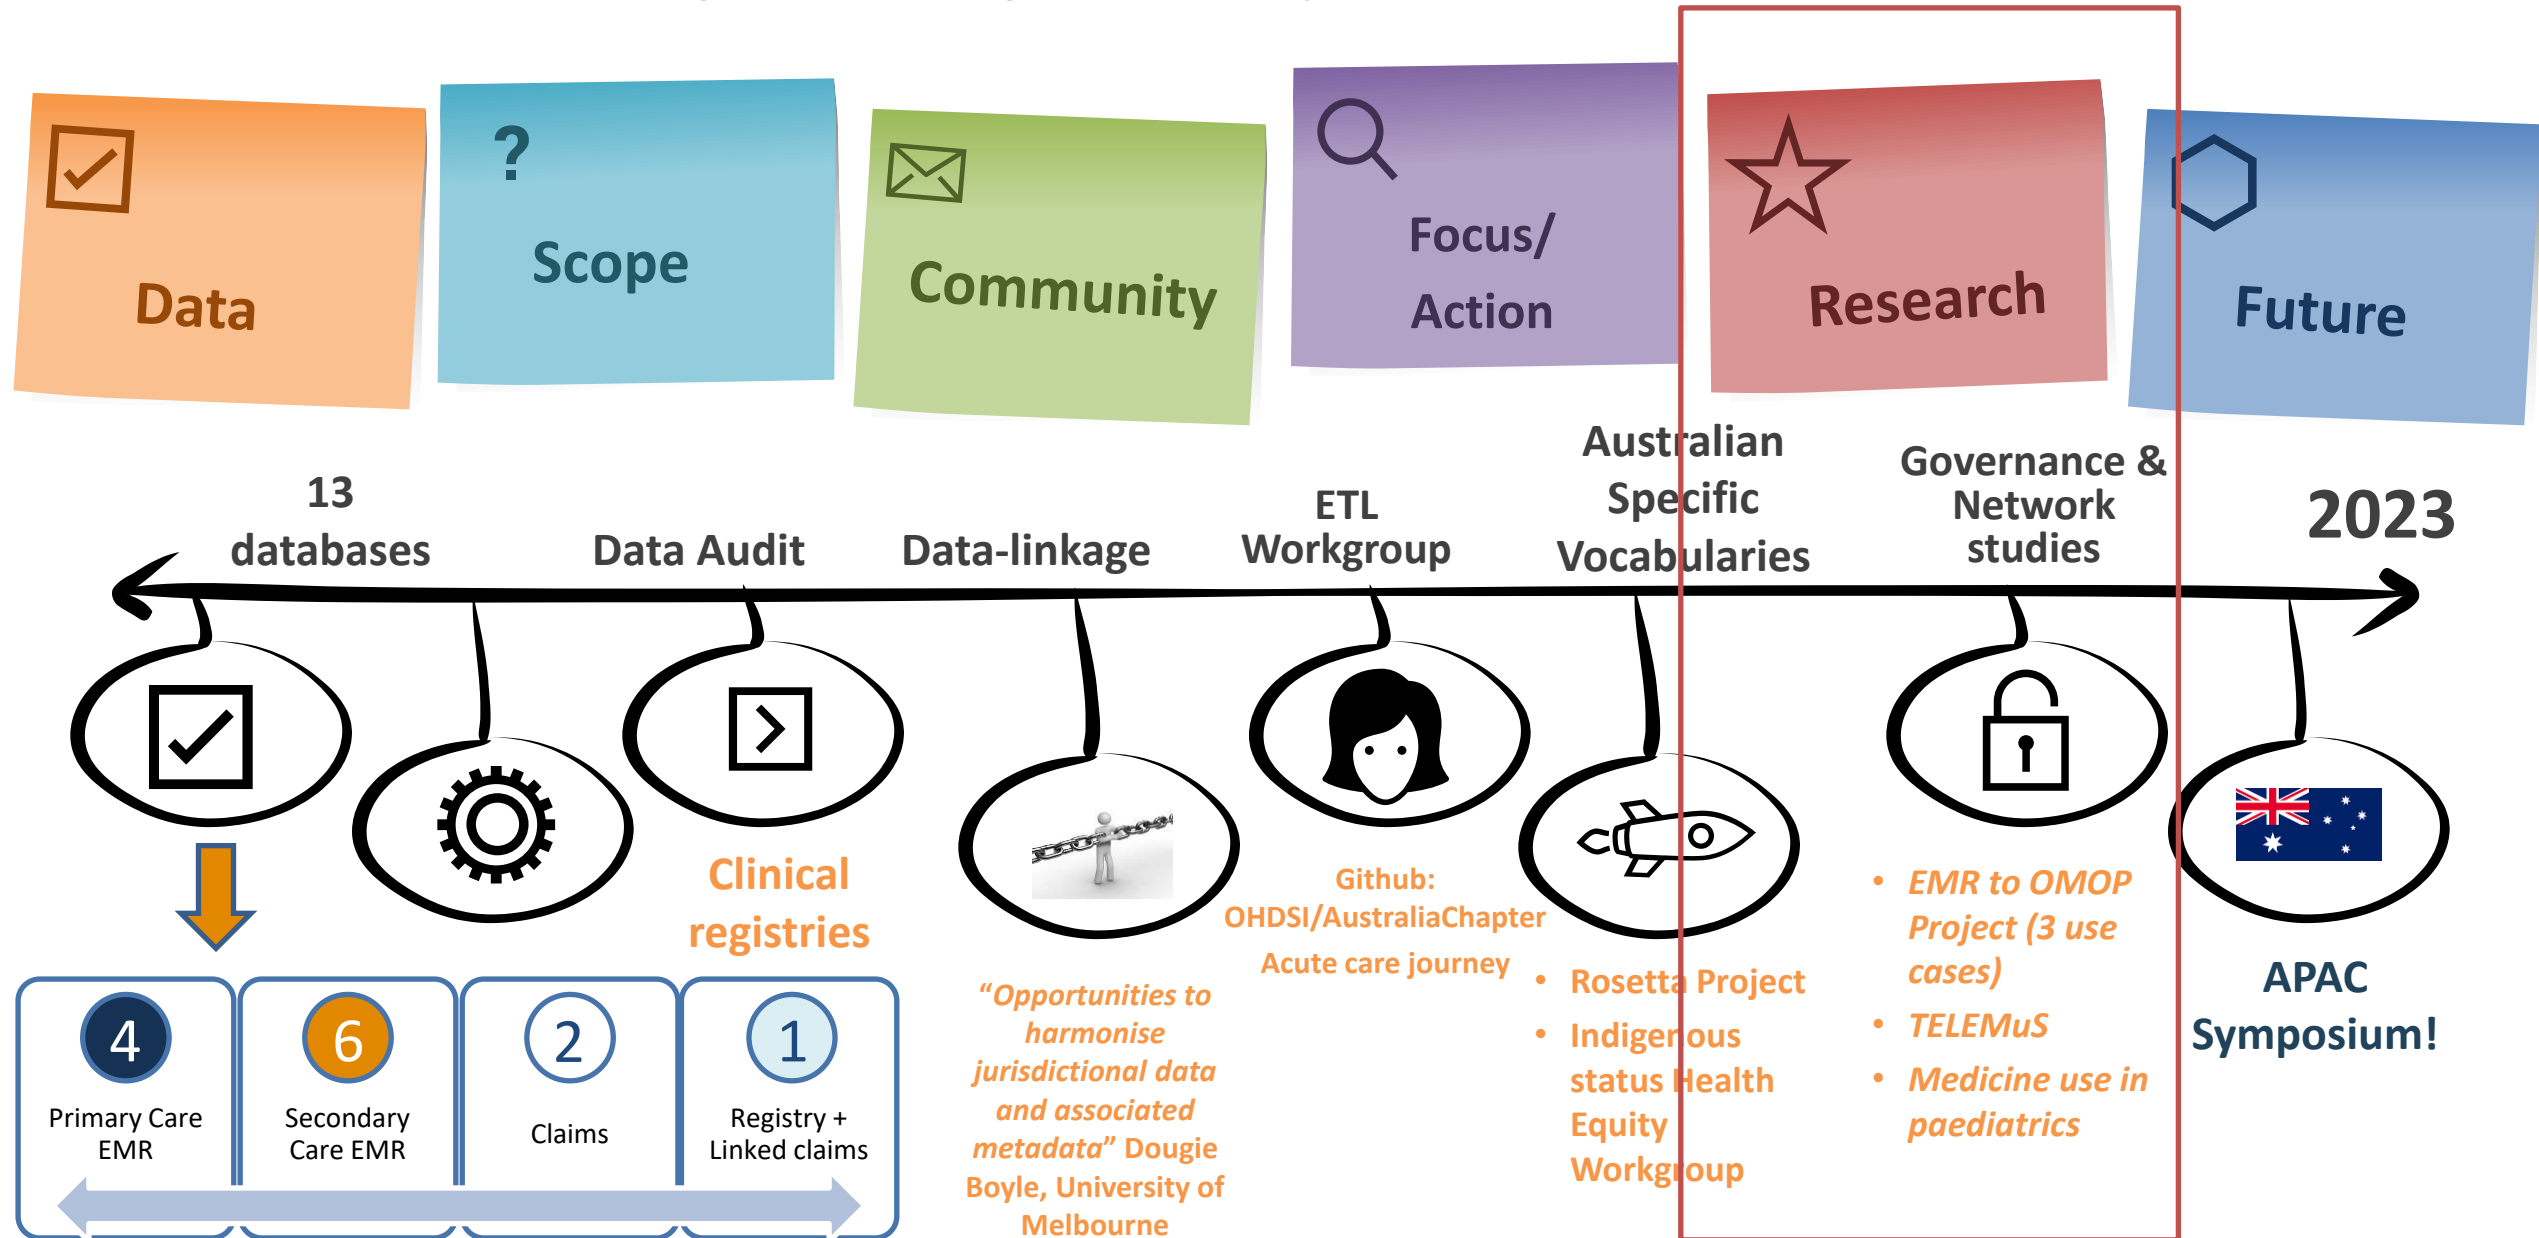 Data
?
Scope
Community
Focus/
Action
Research
Future
13
databases
Data Audit
Data-linkage
ETL
Workgroup
Australian
Specific
Vocabularies
Governance &
Network
studies
2023
Clinical
registries
4
Primary Care
EMR
6
Secondary
Care EMR
2
Claims
1
Registry +
Linked claims
“Opportunities to
harmonise
jurisdictional data
and associated
metadata” Dougie
Boyle, University of
Melbourne
Github:
OHDSI/AustraliaChapter
Acute care journey
• Rosetta Project
• Indigenous
status Health
Equity
Workgroup
• EMR to OMOP
Project (3 use
cases)
• TELEMuS
• Medicine use in
paediatrics
APAC
Symposium!